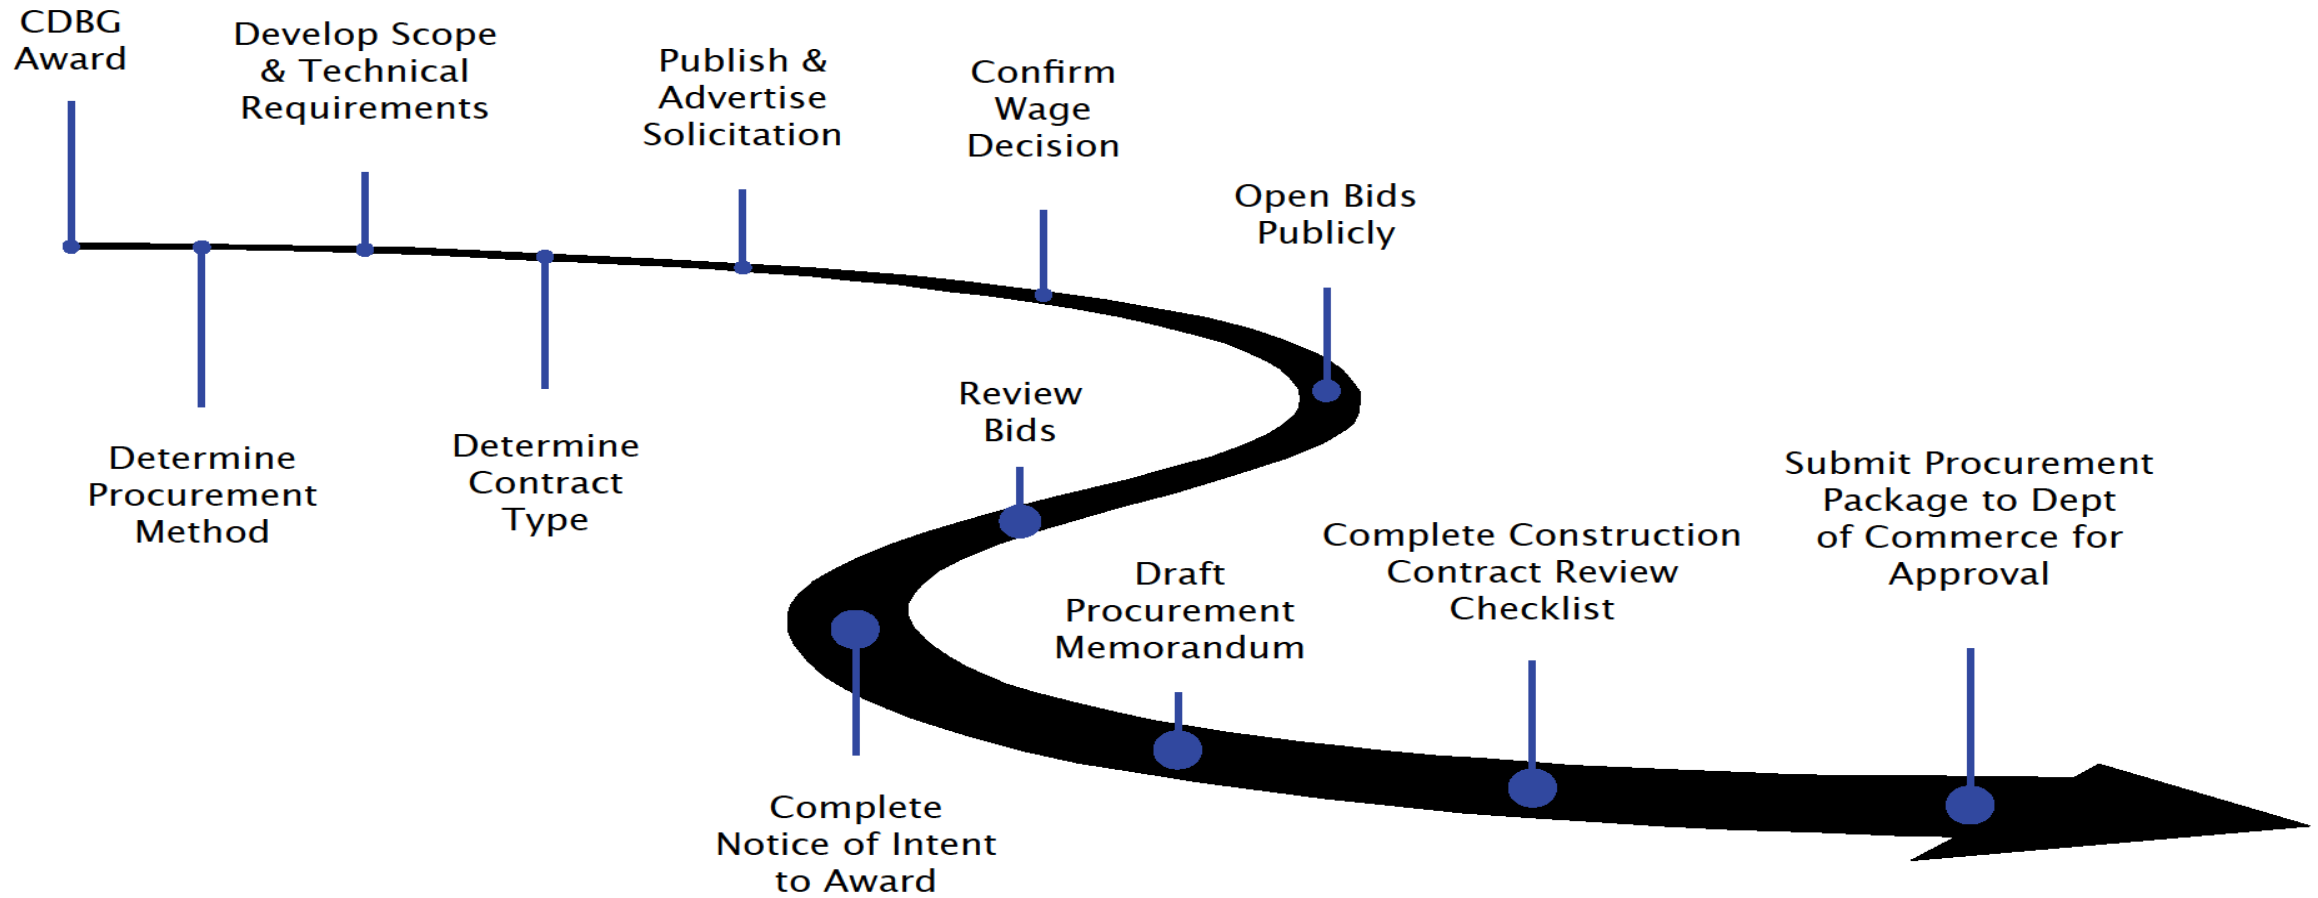 CDBG
Award
Determine
Procurement
Method
Develop Scope
& Technical
Requirements
Determine
Contract
Type
Publish &
Advertise
Solicitation
Confirm
Wage
Decision
Open Bids
Publicly
Review
Bids
Complete
Notice of Intent
to Award
Draft
Procurement
Memorandum
Complete Construction
Contract Review
Checklist
Submit Procurement
Package to Dept
of Commerce for
Approval